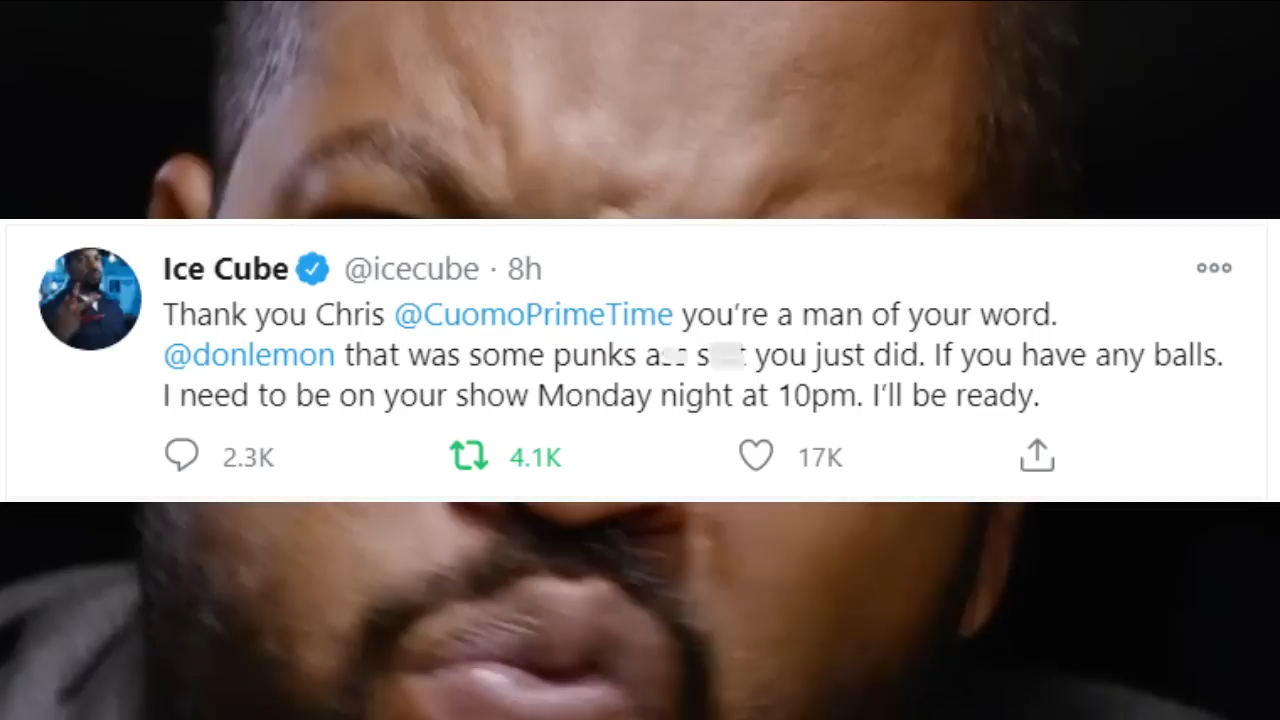 Ice Cube @icecube · 8h
Thank you Chris @CuomoPrimeTime you’re a man of your word.
@donlemon that was some punks you just did. If you have any balls.
I need to be on your show Monday night at 10pm. I’ll be ready.
2.3K 4.1K 17K